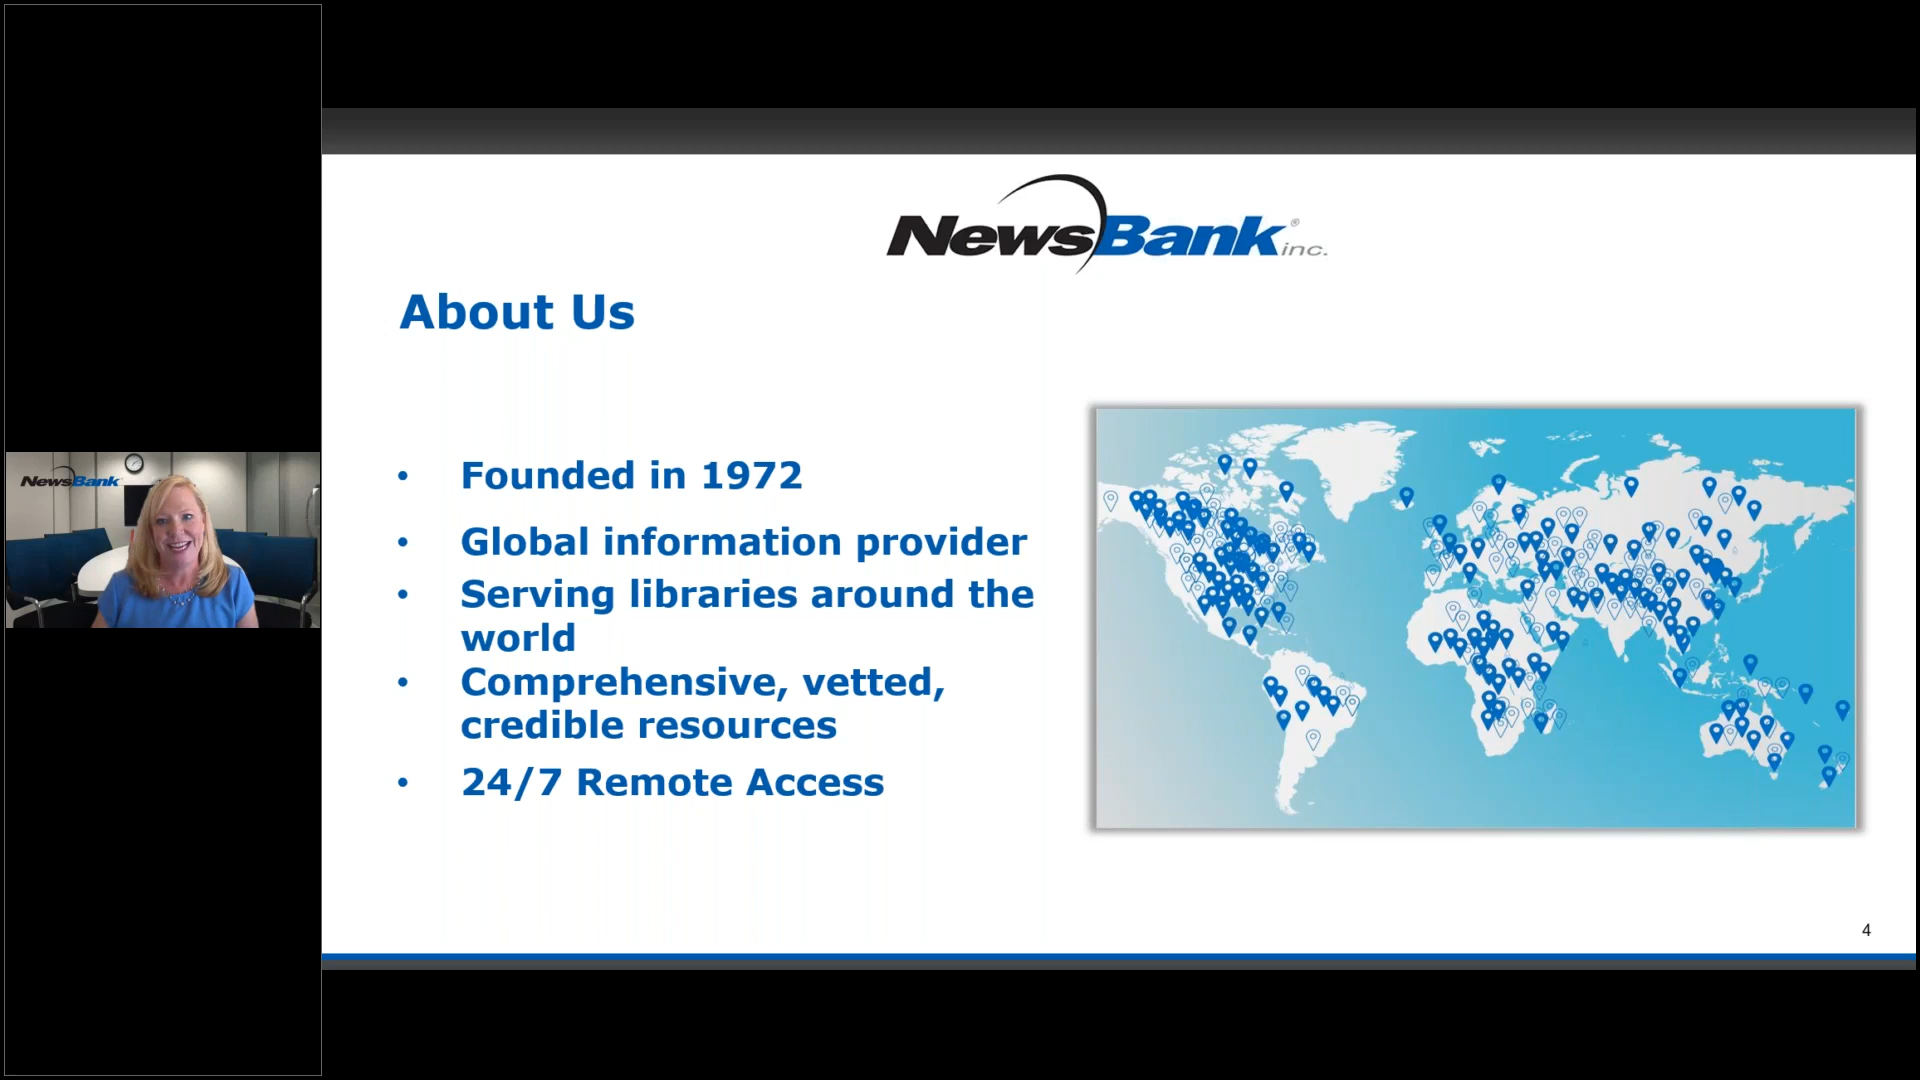 NewsBank
NewsBank® inc.
About Us
• Founded in 1972
• Global information provider
• Serving libraries around the
world
• Comprehensive, vetted,
credible resources
• 24/7 Remote Access
4